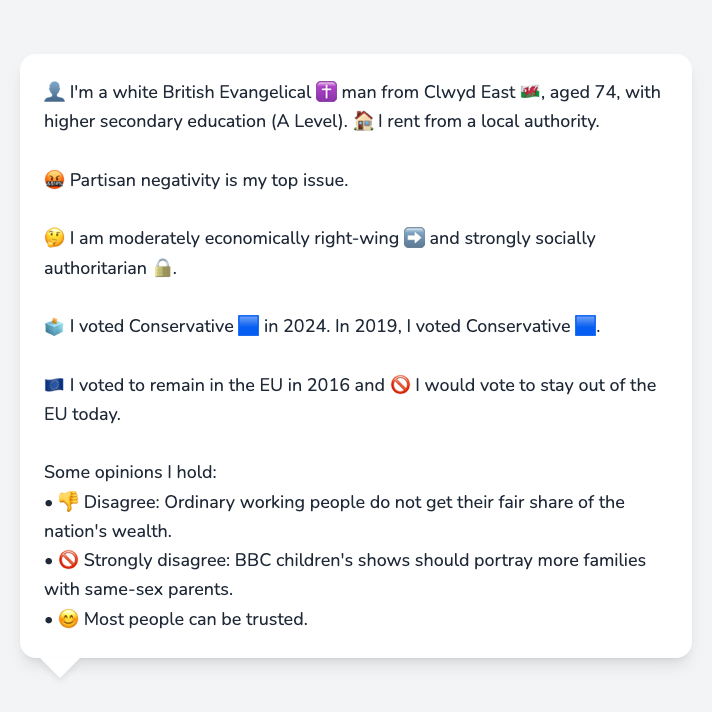 👤 I'm a white British Evangelical ✝️ man from Clwyd East 🏴󠁧󠁢󠁷󠁬󠁳󠁿, aged 74, with
higher secondary education (A Level). 🏠 I rent from a local authority.
🤬 Partisan negativity is my top issue.
🤔 I am moderately economically right-wing ➡️ and strongly socially
authoritarian 🔒.
🗳️ I voted Conservative 🟦 in 2024. In 2019, I voted Conservative 🟦.
🇪🇺 I voted to remain in the EU in 2016 and 🚫 I would vote to stay out of the
EU today.
Some opinions I hold:
• 👎 Disagree: Ordinary working people do not get their fair share of the
nation's wealth.
• 🚫 Strongly disagree: BBC children's shows should portray more families
with same-sex parents.
• 😊 Most people can be trusted.